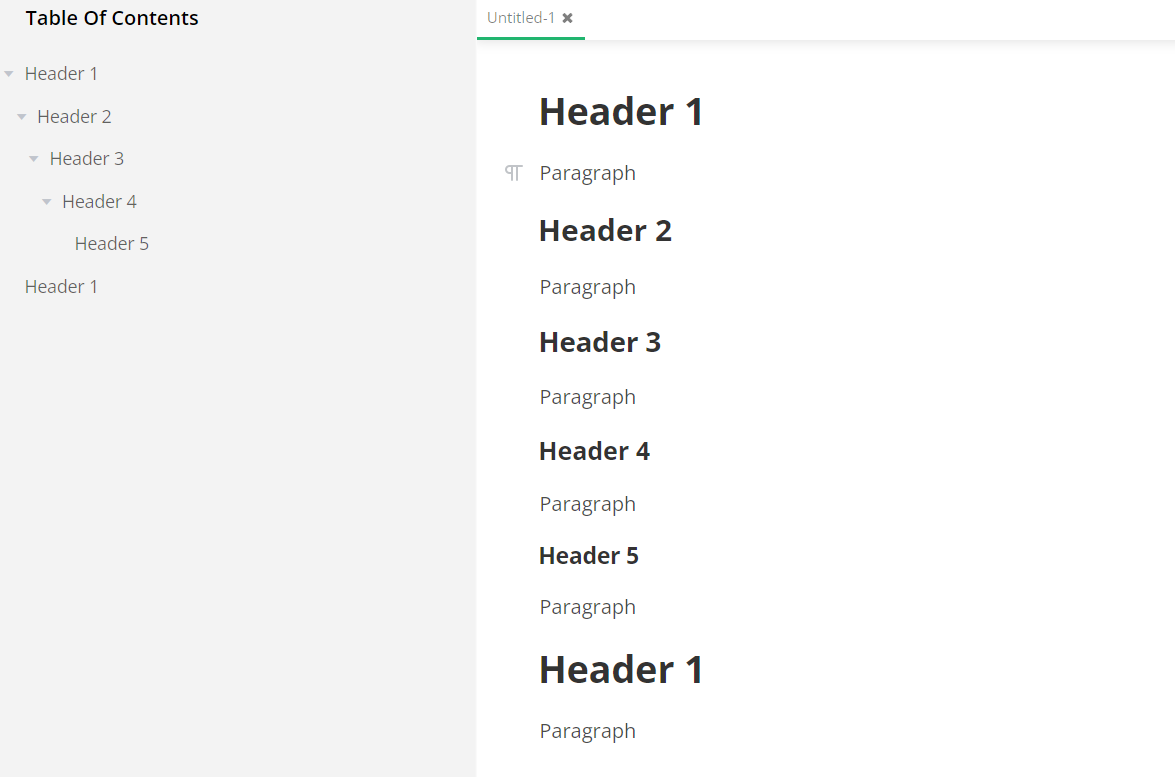 Table Of Contents
Header 1
Header 2
Header 3
Header 4
Header 5
Header 1
Untitled-1
Header 1
Paragraph
Header 2
Paragraph
Header 3
Paragraph
Header 4
Paragraph
Header 5
Paragraph
Header 1
Paragraph